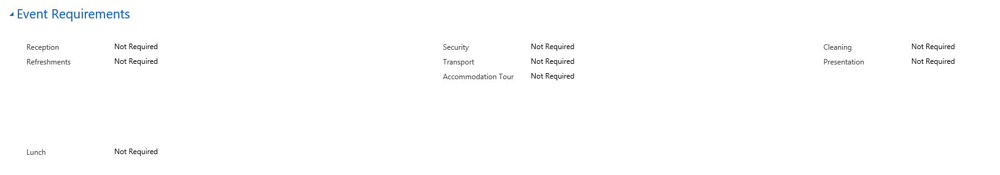 Event Requirements
Reception Not Required Security Not Required Cleaning Not Required
Refreshments Not Required Transport Not Required Presentation Not Required
Accommodation Tour Not Required
Lunch Not Required